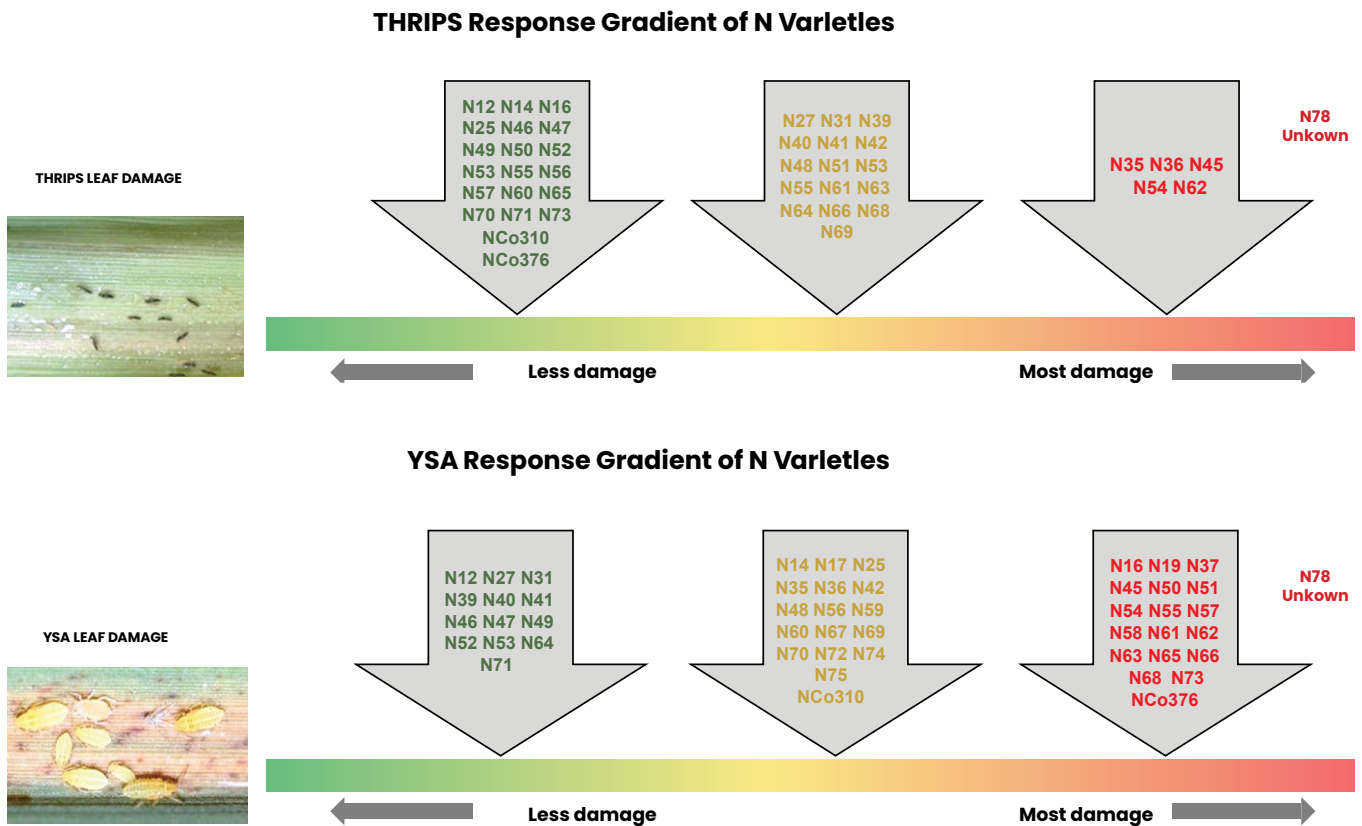 THRIPS Response Gradient of N Varletles
N12 N14 N16
N25 N46 N47
N49 N50 N52
N53 N55 N56
N57 N60 N65
N70 N71 N73
NCo310
NCo376
N27 N31 N39
N40 N41 N42
N48 N51 N53
N55 N61 N63
N64 N66 N68
N69
N35 N36 N45
N54 N62
N78
Unkown
THRIPS LEAF DAMAGE
Less damage
Most damage
YSA Response Gradient of N Varletles
N12 N27 N31
N39 N40 N41
N46 N47 N49
N52 N53 N64
N71
N14 N17 N25
N35 N36 N42
N48 N56 N59
N60 N67 N69
N70 N72 N74
N75
NCo310
N16 N19 N37
N45 N50 N51
N54 N55 N57
N58 N61 N62
N63 N65 N66
N68 N73
NCo376
N78
Unkown
YSA LEAF DAMAGE
Less damage
Most damage